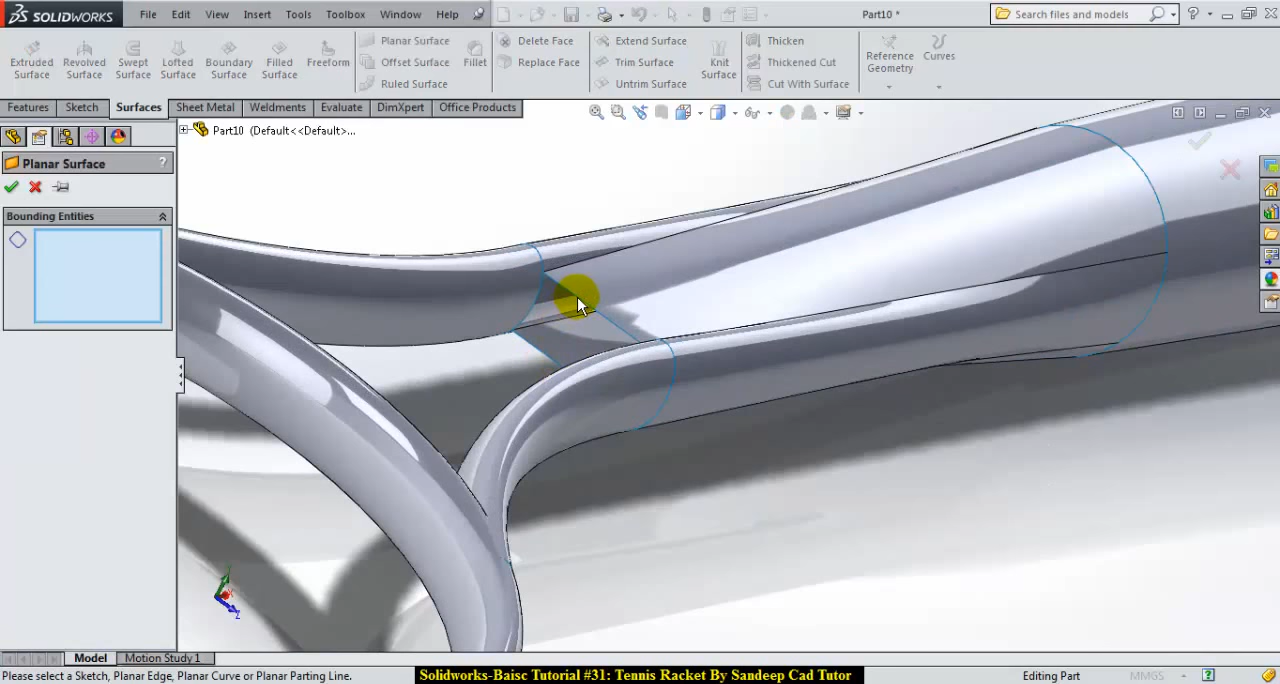 SOLIDWORKS File Edit View Insert Tools Toolbox Window Help Part10 * Search files and models
Extruded Surface Revolved Surface Swept Surface Lofted Surface Boundary Surface Filled Surface Freeform Planar Surface Offset Surface Ruled Surface Fillet Delete Face Replace Face Extend Surface Trim Surface Untrim Surface Knit Surface Thicken Thickened Cut Cut With Surface Reference Geometry Curves
Features Sketch Surfaces Sheet Metal Weldments Evaluate DimXpert Office Products
Part10 (Default<<Default>...
Planar Surface ?
Bounding Entities
Model Motion Study 1
Please select a Sketch, Planar Edge, Planar Curve or Planar Parting Line. Solidworks-Baisc Tutorial #31: Tennis Racket By Sandeep Cad Tutor Editing Part MMGS